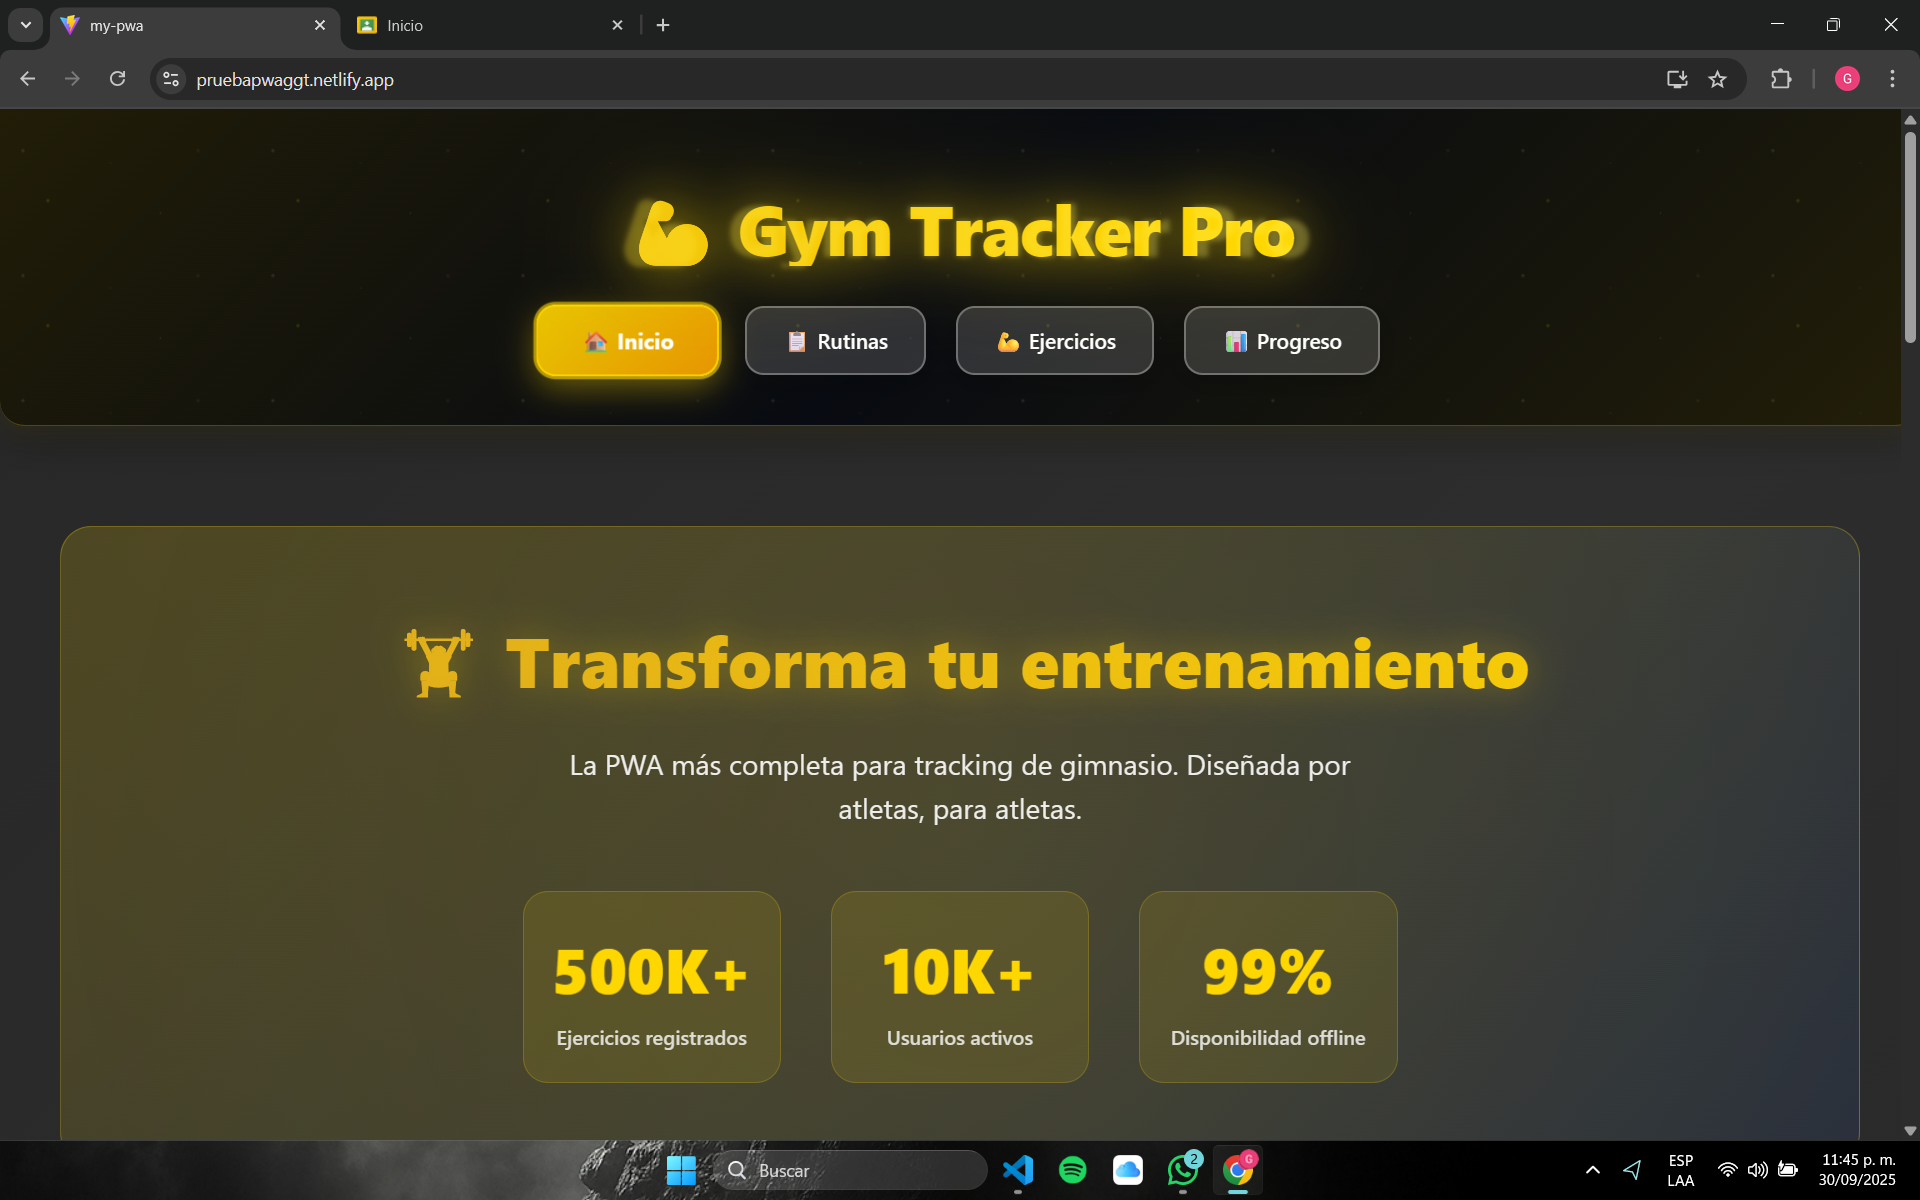 my-pwa
Inicio
pruebapwaggt.netlify.app
G
💪 Gym Tracker Pro
🏠 Inicio
📋 Rutinas
💪 Ejercicios
📊 Progreso
🏋️ Transforma tu entrenamiento
La PWA más completa para tracking de gimnasio. Diseñada por
atletas, para atletas.
500K+
Ejercicios registrados
10K+
Usuarios activos
99%
Disponibilidad offline
Buscar
2
G
ESP
LAA
11:45 p. m.
30/09/2025